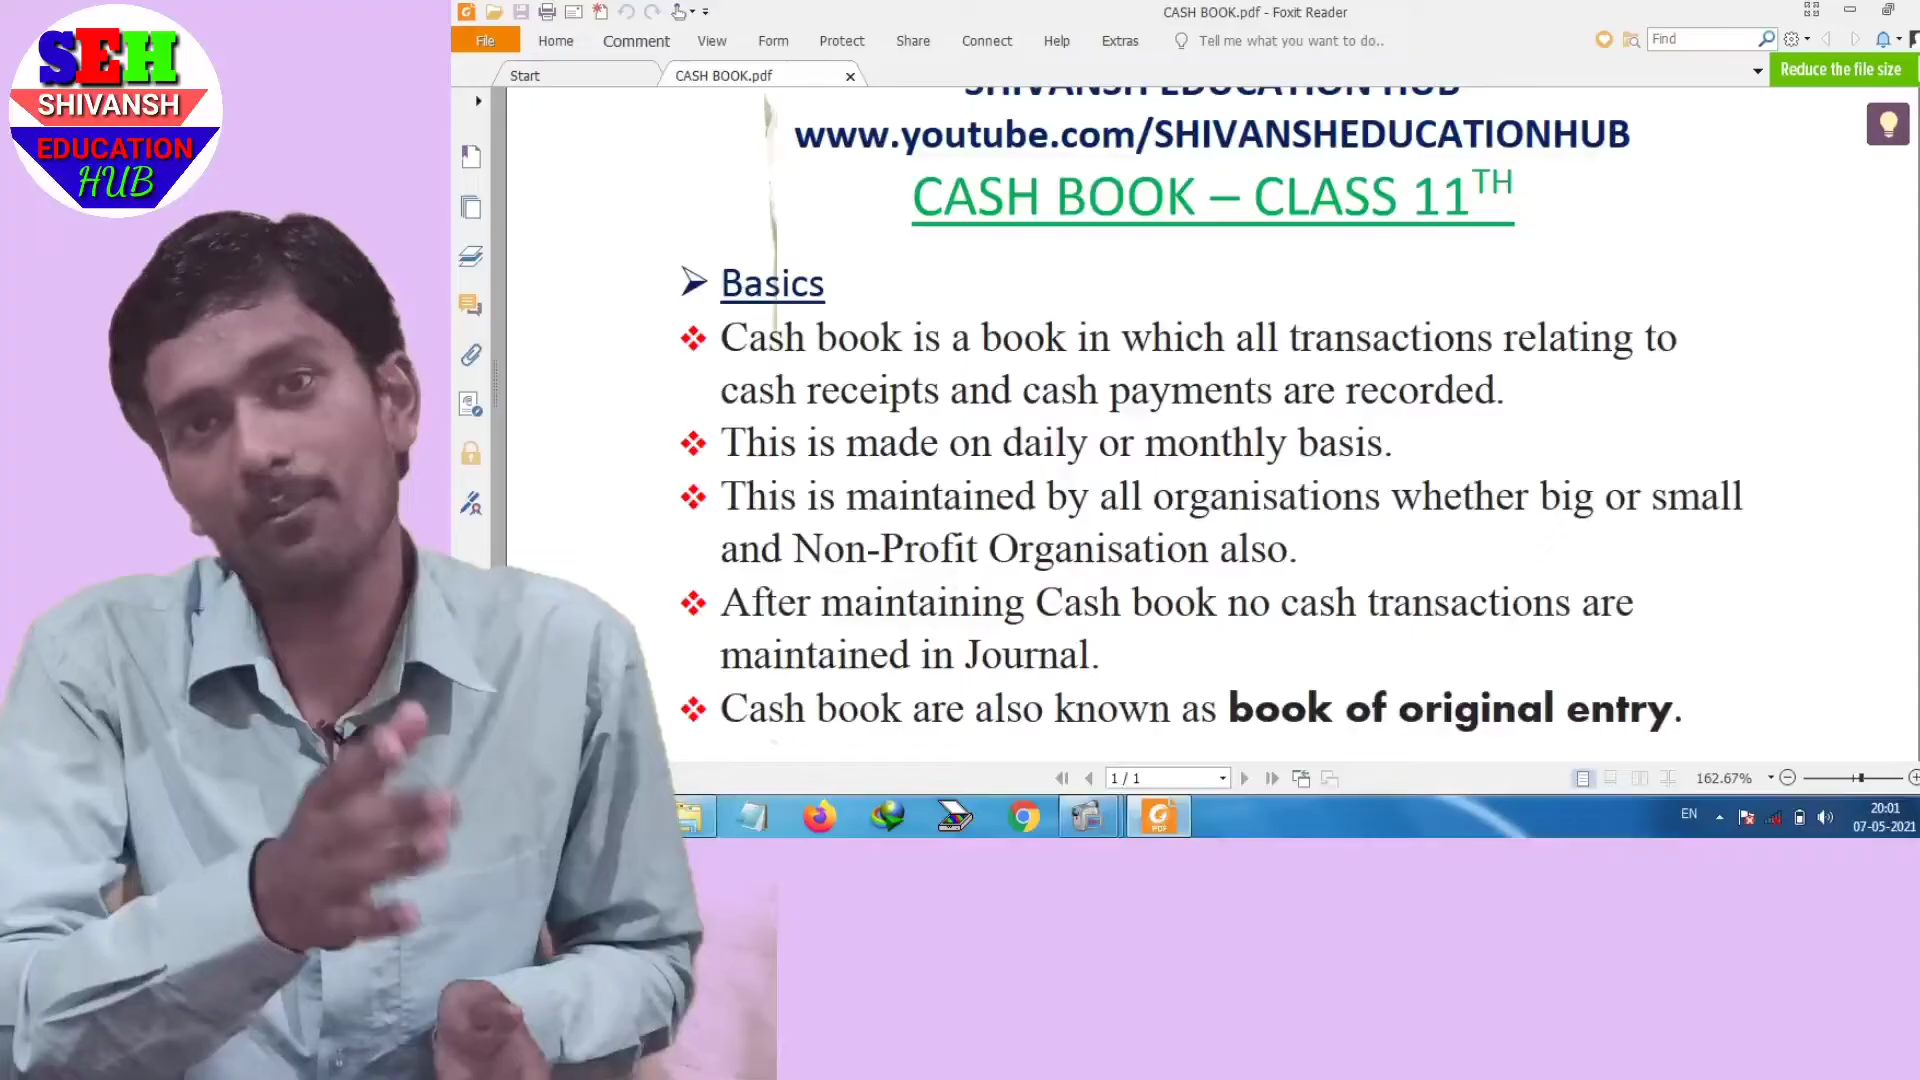 SEH
SHIVANSH
EDUCATION
HUB
CASH BOOK.pdf - Foxit Reader
File Home Comment View Form Protect Share Connect Help Extras Tell me what you want to do.. Find
Start CASH BOOK.pdf Reduce the file size
SHIVANSH EDUCATION HUB
www.youtube.com/SHIVANSHEDUCATIONHUB
CASH BOOK – CLASS 11TH
Basics
Cash book is a book in which all transactions relating to
cash receipts and cash payments are recorded.
This is made on daily or monthly basis.
This is maintained by all organisations whether big or small
and Non-Profit Organisation also.
After maintaining Cash book no cash transactions are
maintained in Journal.
Cash book are also known as book of original entry.
1 / 1 162.67%
EN 20:01
07-05-2021
PDF